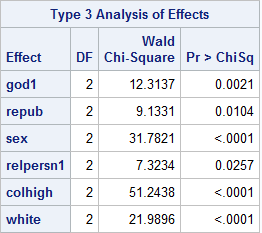 Type 3 Analysis of Effects
Effect DF Wald Chi-Square Pr > ChiSq
god1 2 12.3137 0.0021
repub 2 9.1331 0.0104
sex 2 31.7821 <.0001
relpersn1 2 7.3234 0.0257
colhigh 2 51.2438 <.0001
white 2 21.9896 <.0001